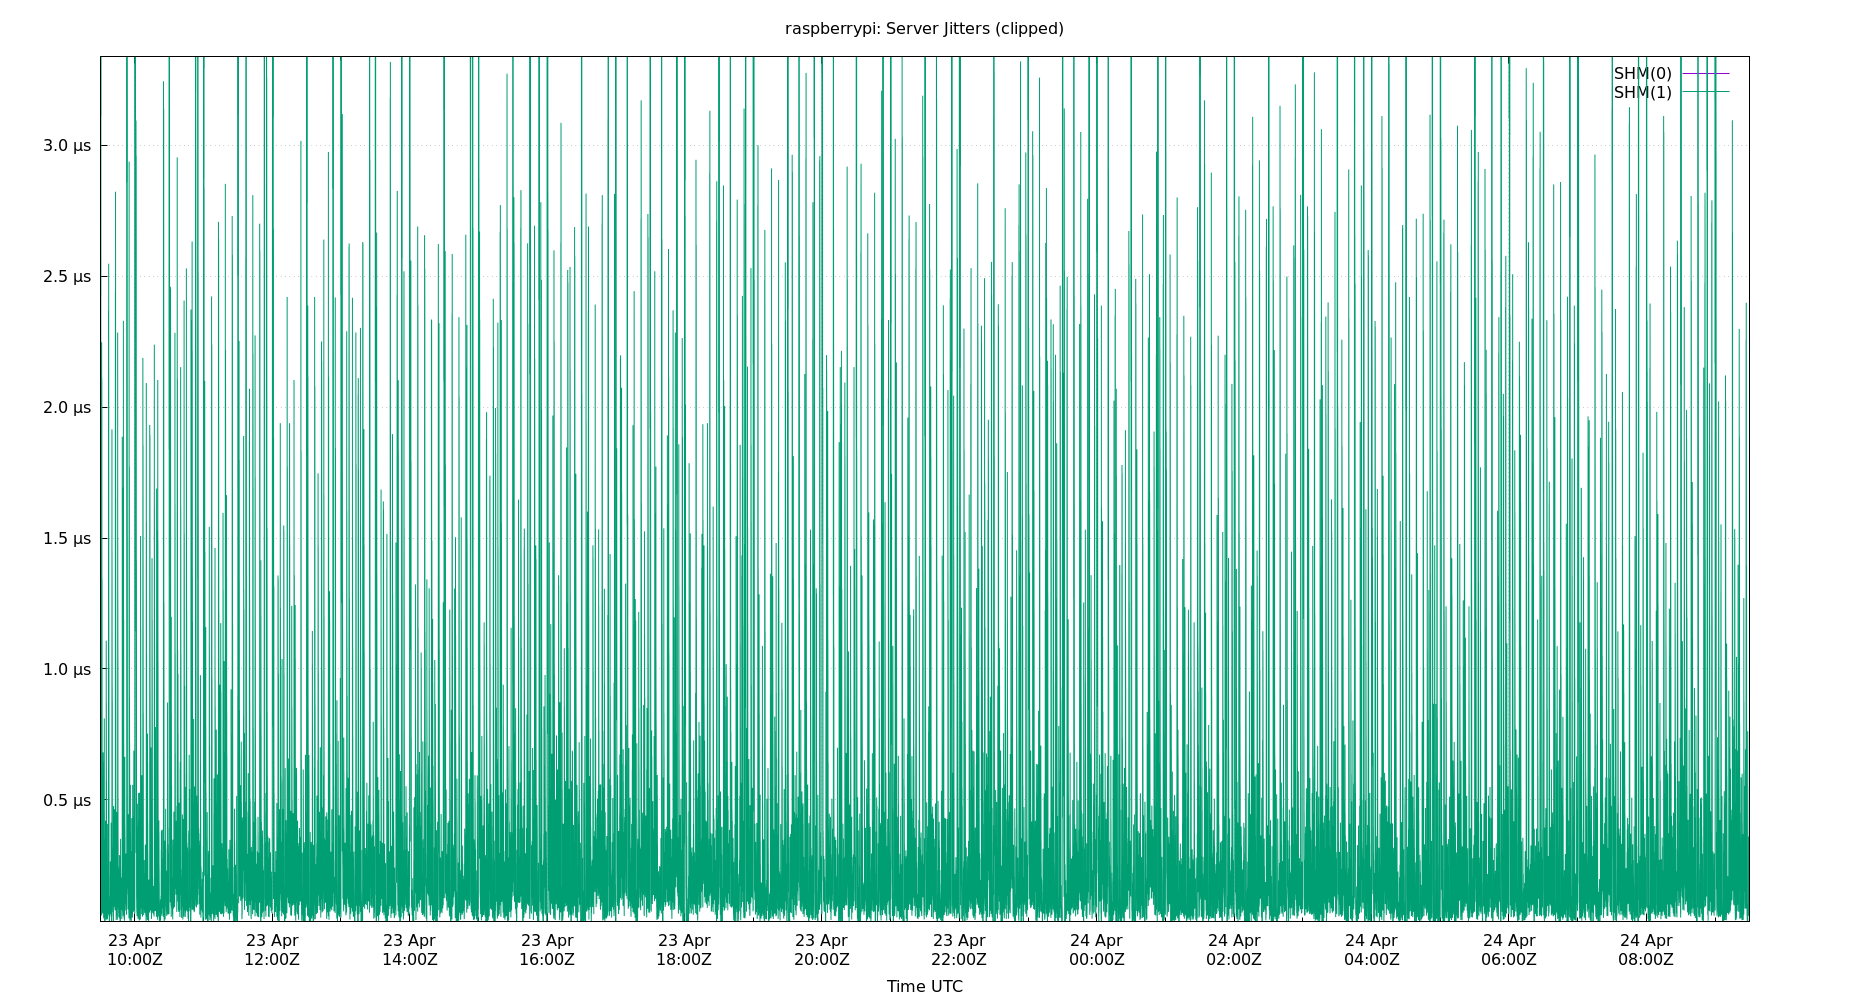 raspberrypi: Server Jitters (clipped)
SHM(0)
SHM(1)
3.0 µs
2.5 µs
2.0 µs
1.5 µs
1.0 µs
0.5 µs
23 Apr 23 Apr 23 Apr 23 Apr 23 Apr 23 Apr 23 Apr 24 Apr 24 Apr 24 Apr 24 Apr 24 Apr
10:00Z 12:00Z 14:00Z 16:00Z 18:00Z 20:00Z 22:00Z 00:00Z 02:00Z 04:00Z 06:00Z 08:00Z
Time UTC